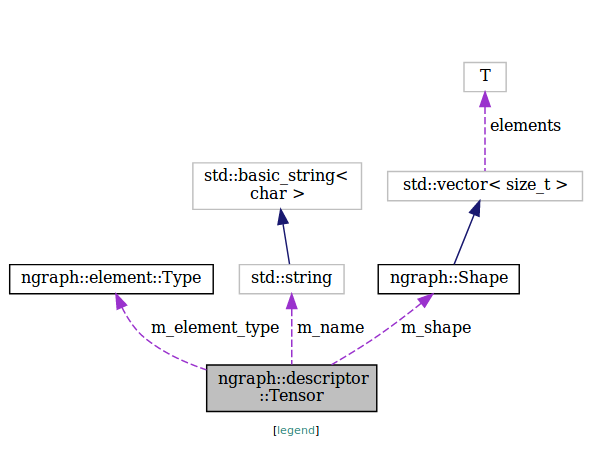 T
elements
std::basic_string<
char >
std::vector< size_t >
ngraph::element::Type
std::string
ngraph::Shape
m_element_type
m_name
m_shape
ngraph::descriptor
::Tensor
[legend]